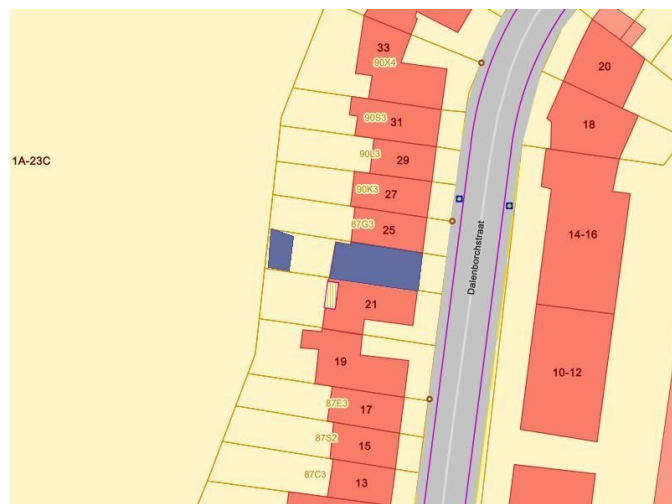 33
90X4
20
90S3
31
18
1A-23C
90L3
29
90K3
27
87G3
25
14-16
Dalenborchstraat
21
19
10-12
87E3
17
87S2
15
87C3
13